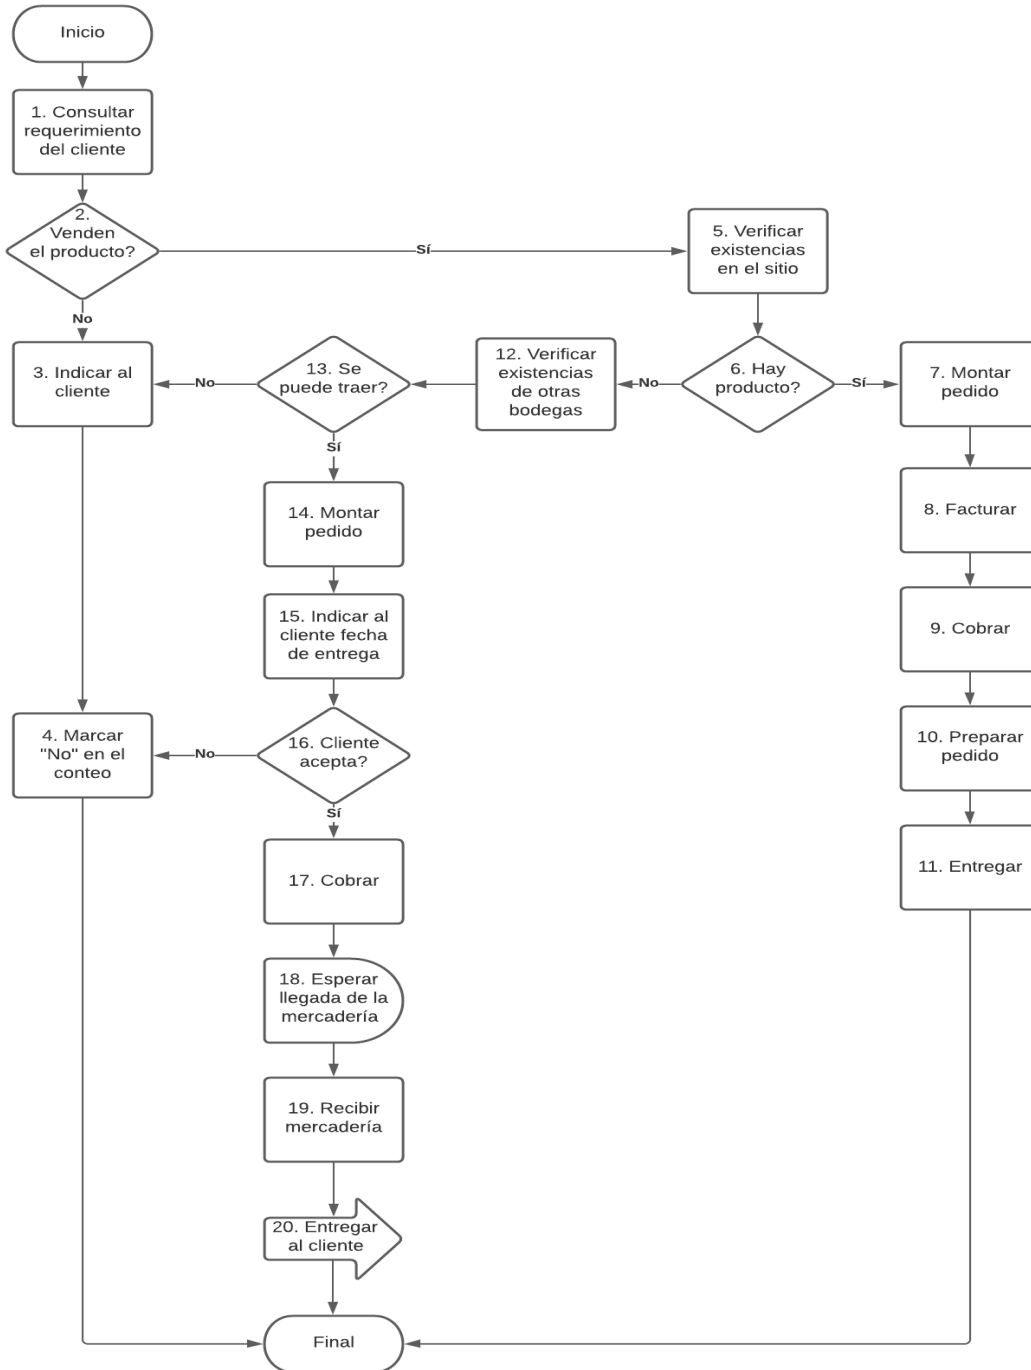 Inicio
1. Consultar
requerimiento
del cliente
2.
Venden
el producto?
Sí
No
5. Verificar
existencias
en el sitio
3. Indicar al
cliente
No
13. Se
puede traer?
12. Verificar
existencias
de otras
bodegas
No
6. Hay
producto?
Sí
7. Montar
pedido
Sí
14. Montar
pedido
8. Facturar
15. Indicar al
cliente fecha
de entrega
9. Cobrar
4. Marcar
"No" en el
conteo
No
16. Cliente
acepta?
10. Preparar
pedido
Sí
17. Cobrar
11. Entregar
18. Esperar
llegada de la
mercadería
19. Recibir
mercadería
20. Entregar
al cliente
Final